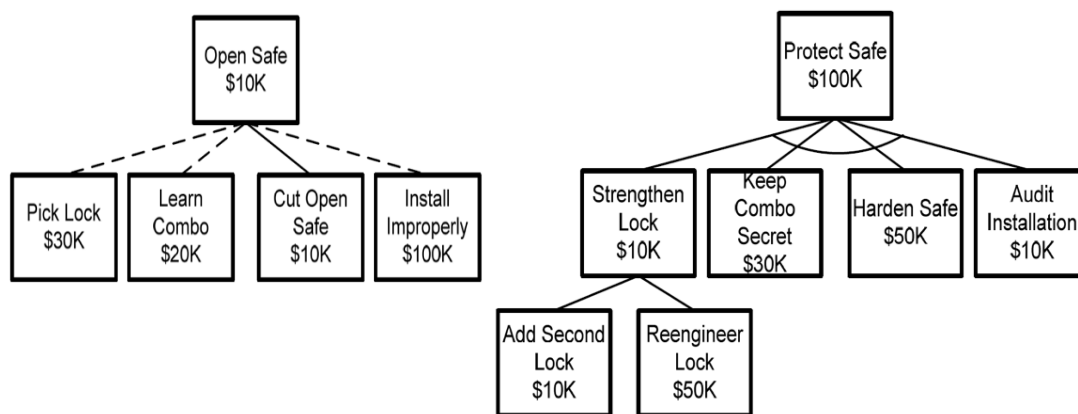 Open Safe
$10K
Pick Lock
$30K
Learn
Combo
$20K
Cut Open
Safe
$10K
Install
Improperly
$100K
Protect Safe
$100K
Strengthen
Lock
$10K
Keep
Combo
Secret
$30K
Harden Safe
$50K
Audit
Installation
$10K
Add Second
Lock
$10K
Reengineer
Lock
$50K